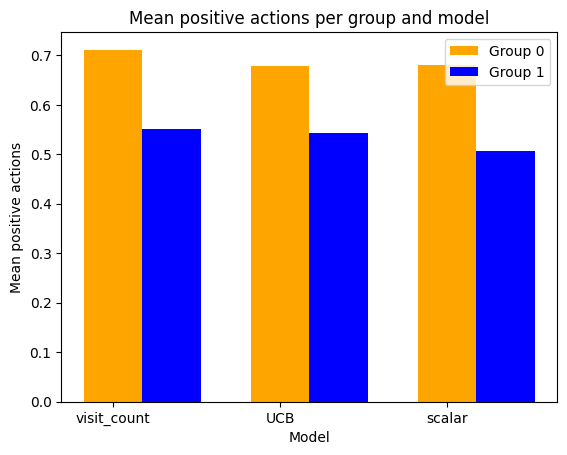 Mean positive actions per group and model
Group 0
Group 1
Mean positive actions
0.7
0.6
0.5
0.4
0.3
0.2
0.1
0.0
visit_count
UCB
scalar
Model